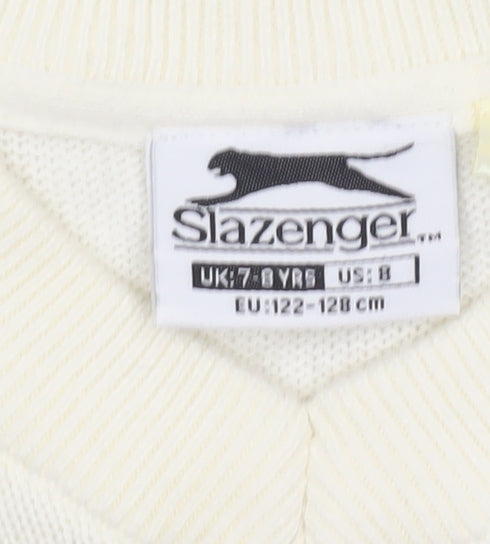 Slazenger™
UK:7-8 YRS US: 8
EU:122-128 cm